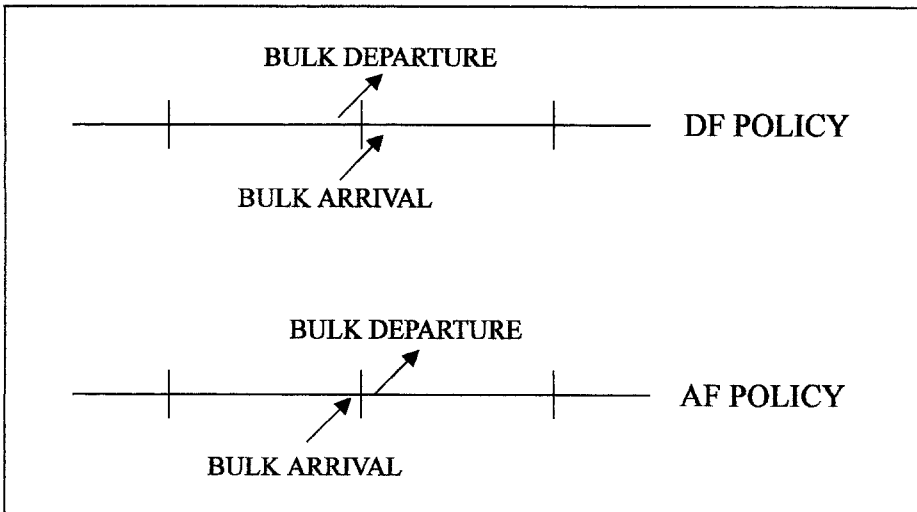 BULK DEPARTURE
DF POLICY
BULK ARRIVAL
BULK DEPARTURE
AF POLICY
BULK ARRIVAL